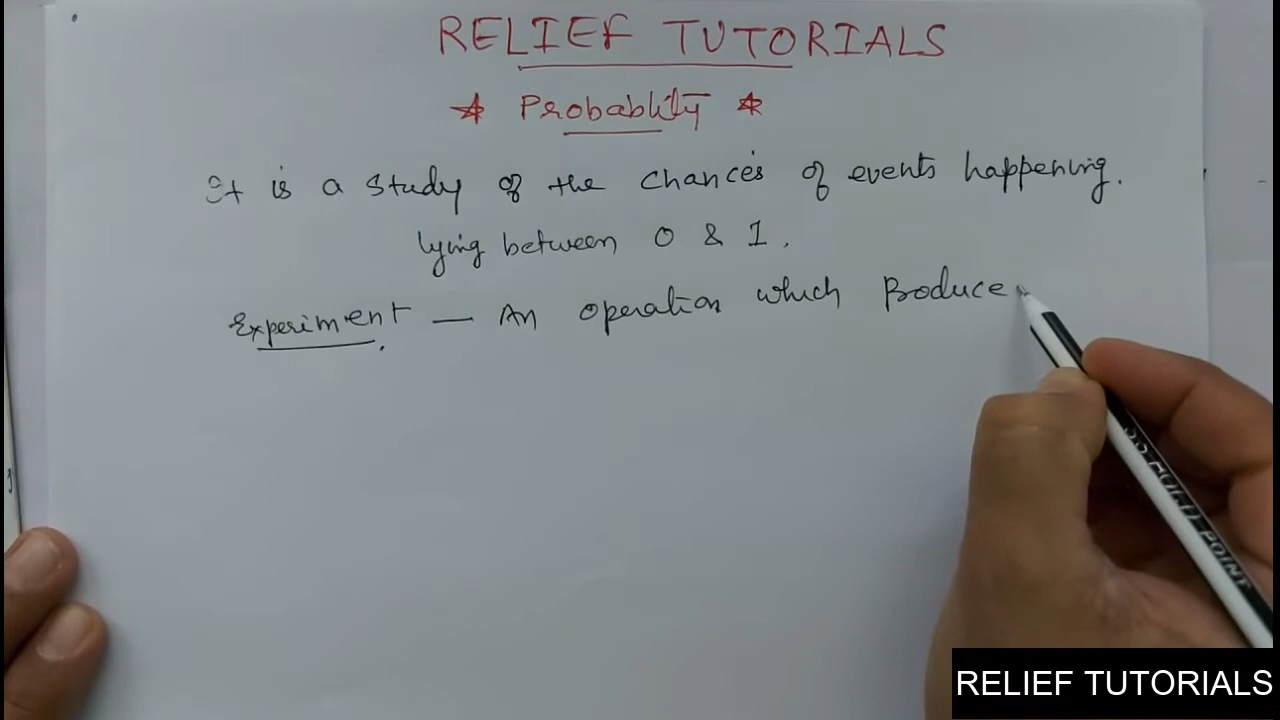 RELIEF TUTORIALS
Probablity
It is a study of the chances of events happening.
lying between 0 & 1.
Experiment — An operation which Produce
RELIEF TUTORIALS